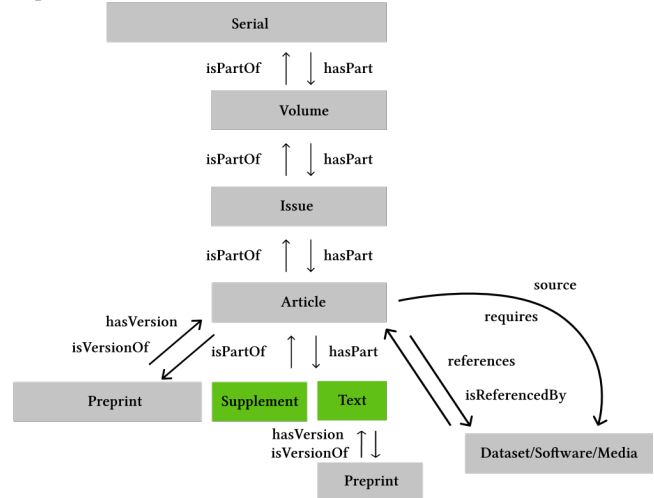 Serial
isPartOf hasPart
Volume
isPartOf hasPart
Issue
isPartOf hasPart
source
Article
hasVersion
requires
isVersionOf
isPartOf hasPart
references
Preprint
Supplement
Text
isReferencedBy
hasVersion
isVersionOf
Dataset/Software/Media
Preprint